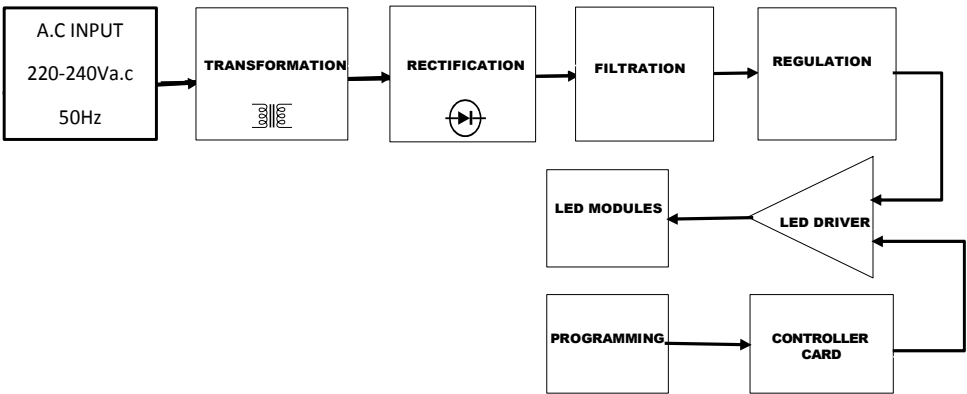 A.C INPUT
220-240Va.c
50Hz
TRANSFORMATION
RECTIFICATION
FILTRATION
REGULATION
LED MODULES
LED DRIVER
PROGRAMMING
CONTROLLER
CARD